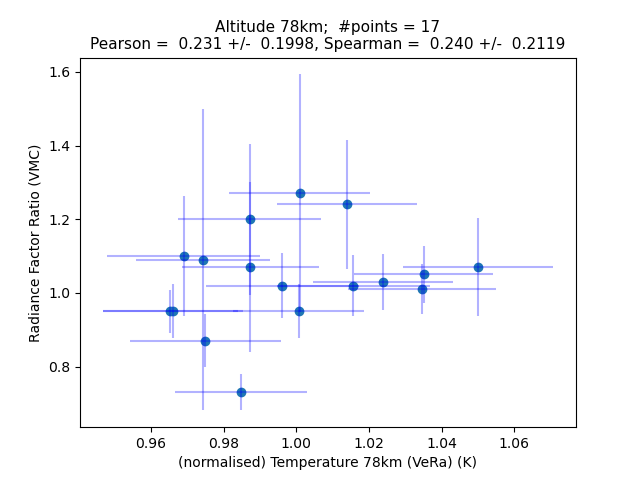 Altitude 78km;  #points = 17
Pearson =  0.231 +/-  0.1998, Spearman =  0.240 +/-  0.2119
1.6
1.4
1.2
1.0
0.8
Radiance Factor Ratio (VMC)
0.96 0.98 1.00 1.02 1.04 1.06
(normalised) Temperature 78km (VeRa) (K)